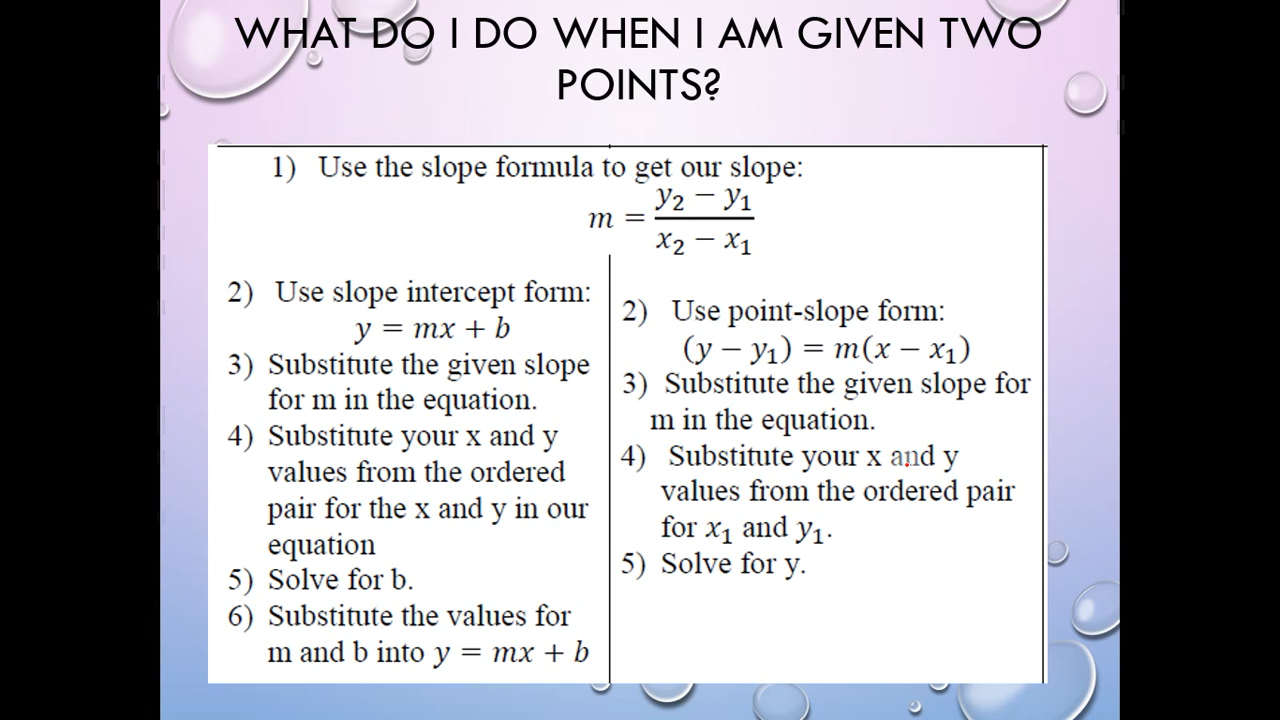 WHAT DO I DO WHEN I AM GIVEN TWO
POINTS?
1) Use the slope formula to get our slope:
m = (y₂ − y₁)/(x₂ − x₁)
2) Use slope intercept form:
y = mx + b
3) Substitute the given slope
for m in the equation.
4) Substitute your x and y
values from the ordered
pair for the x and y in our
equation
5) Solve for b.
6) Substitute the values for
m and b into y = mx + b
2) Use point-slope form:
(y − y₁) = m(x − x₁)
3) Substitute the given slope for
m in the equation.
4) Substitute your x and y
values from the ordered pair
for x₁ and y₁.
5) Solve for y.